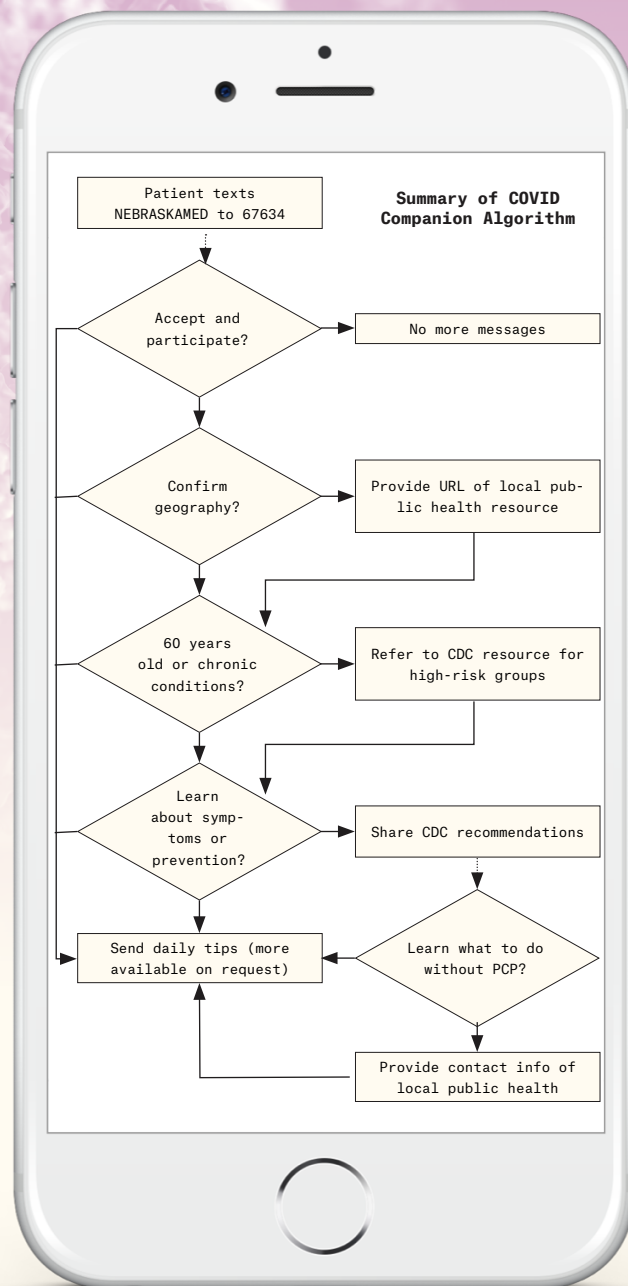 Patient texts
NEBRASKAMED to 67634
Summary of COVID
Companion Algorithm
Accept and
participate?
No more messages
Confirm
geography?
Provide URL of local pub-
lic health resource
60 years
old or chronic
conditions?
Refer to CDC resource for
high-risk groups
Learn
about symp-
toms or
prevention?
Share CDC recommendations
Send daily tips (more
available on request)
Learn what to do
without PCP?
Provide contact info of
local public health